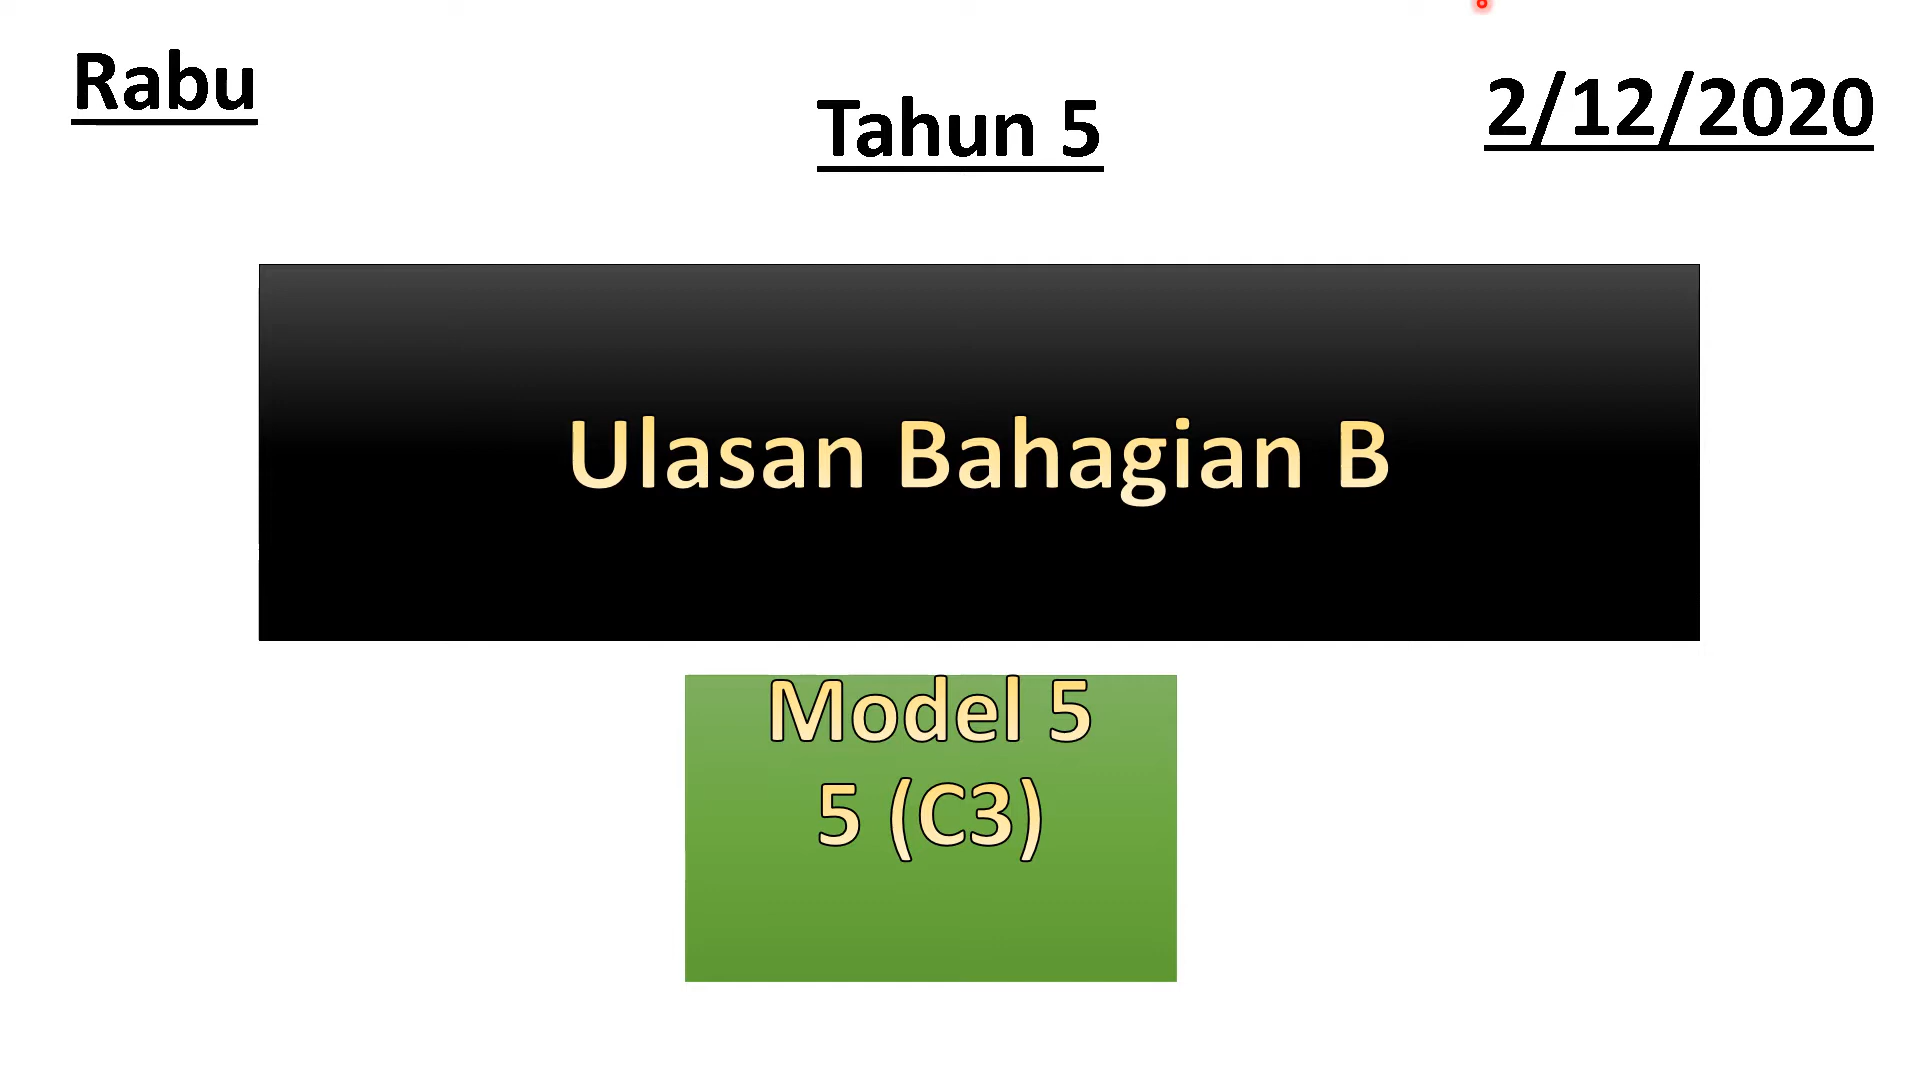 Rabu
Tahun 5
2/12/2020
Ulasan Bahagian B
Model 5
5 (C3)